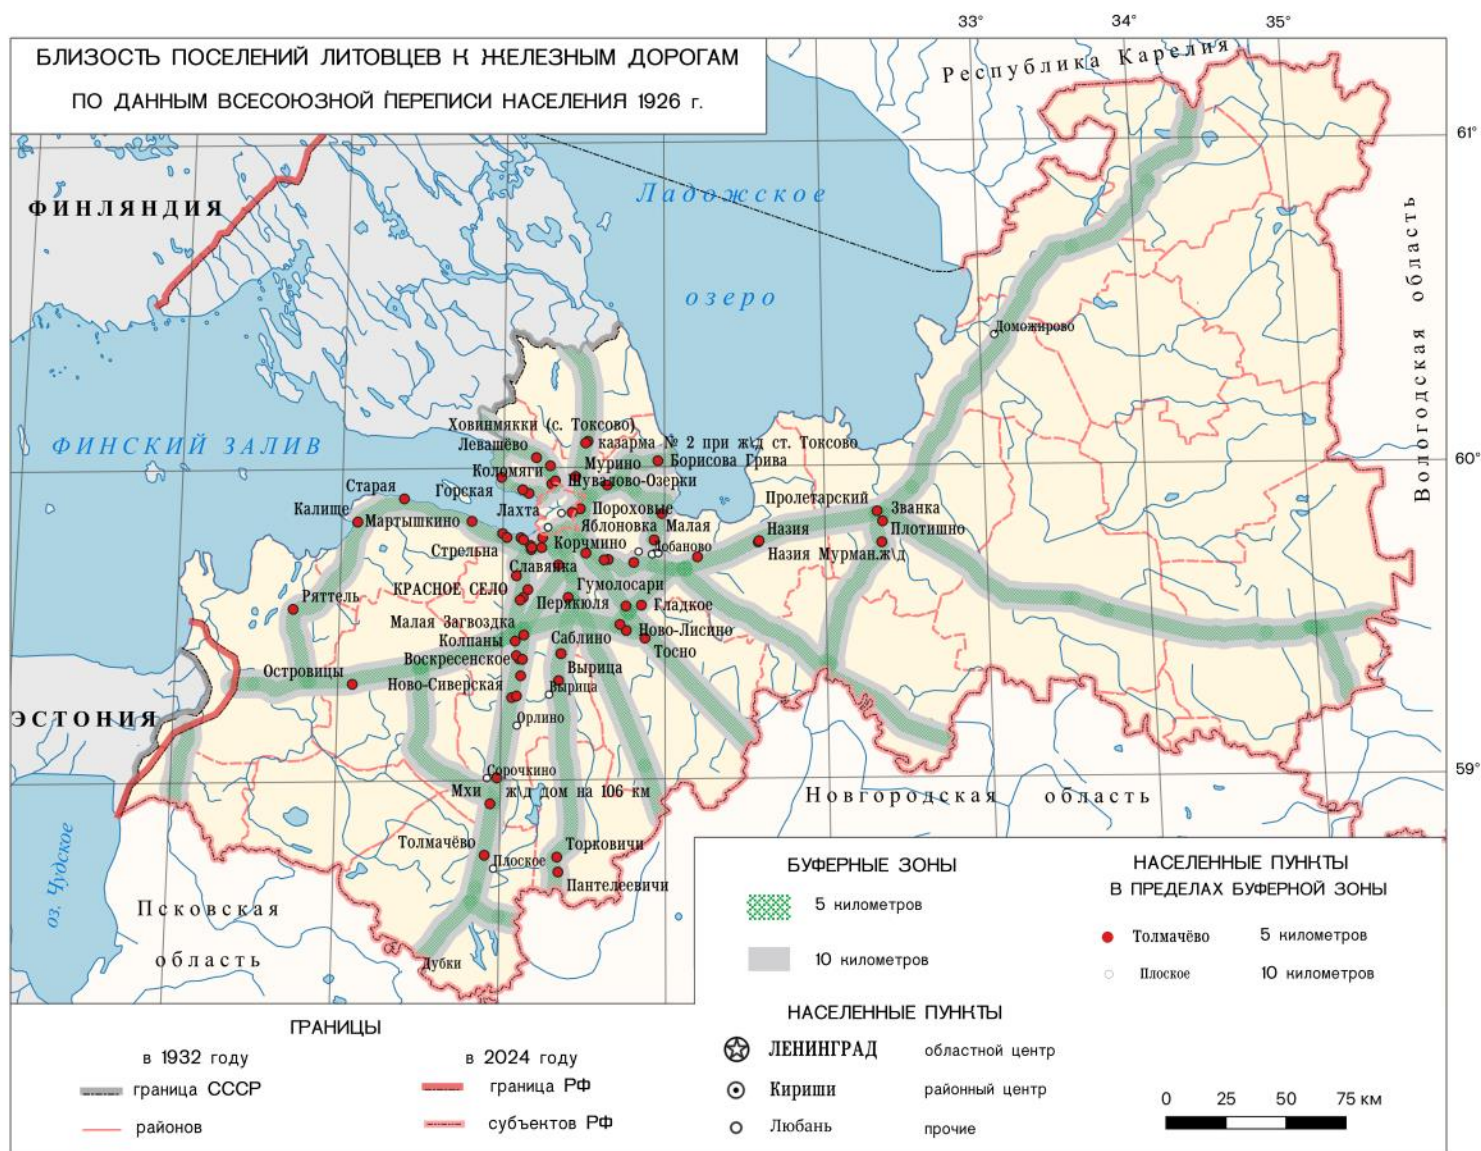 33°
34°
35°
БЛИЗОСТЬ ПОСЕЛЕНИЙ ЛИТОВЦЕВ К ЖЕЛЕЗНЫМ ДОРОГАМ
ПО ДАННЫМ ВСЕСОЮЗНОЙ ПЕРЕПИСИ НАСЕЛЕНИЯ 1926 г.
Республика Карелия
61°
Ладожское
озеро
ФИНЛЯНДИЯ
Вологодская область
Доможирово
ФИНСКИЙ ЗАЛИВ
Ховинмякки (с. Токсово)
казарма № 2 при ж\д ст. Токсово
Левашёво
Мурино
Борисова Грива
60°
Коломяги
Шувалово-Озерки
Старая
Горская
Пролетарский
Калище
Мартышкино
Лахта
Пороховые
Званка
Яблоновка
Малая
Назия
Плотишно
Стрельна
Корчмино
Лобаново
Назия Мурман.ж\д
Славянка
КРАСНОЕ СЕЛО
Гумолосари
Ряттель
Перякюля
Гладкое
Малая Загвоздка
Колпаны
Саблино
Ново-Лисино
Воскресенское
Тосно
Островицы
Вырица
Ново-Сиверская
Вырица
ЭСТОНИЯ
Орлино
Сорочкино
59°
Мхи
ж\д дом на 106 км
Новгородская область
Толмачёво
Торковичи
Плоское
Пантелеевичи
оз. Чудское
Псковская
область
Дубки
БУФЕРНЫЕ ЗОНЫ
5 километров
10 километров
НАСЕЛЕННЫЕ ПУНКТЫ
В ПРЕДЕЛАХ БУФЕРНОЙ ЗОНЫ
Толмачёво 5 километров
Плоское 10 километров
ГРАНИЦЫ
в 1932 году
в 2024 году
граница СССР
граница РФ
районов
субъектов РФ
НАСЕЛЕННЫЕ ПУНКТЫ
ЛЕНИНГРАД областной центр
Кириши районный центр
Любань прочие
0 25 50 75 км